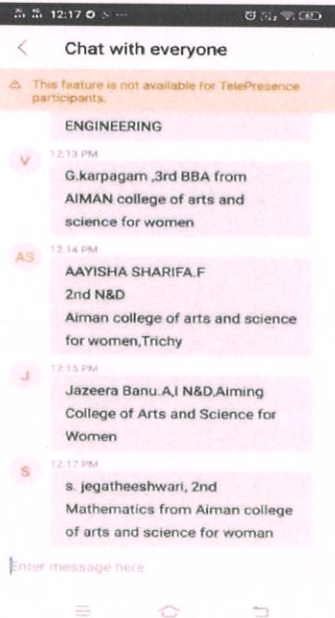 12:17
Chat with everyone
This feature is not available for TelePresence
participants.
ENGINEERING
V
12:13 PM
G.karpagam ,3rd BBA from
AIMAN college of arts and
science for women
AS
12:14 PM
AAYISHA SHARIFA.F
2nd N&D
Aiman college of arts and science
for women,Trichy
J
12:15 PM
Jazeera Banu.A,I N&D,Aiming
College of Arts and Science for
Women
S
12:17 PM
s. jegatheeshwari, 2nd
Mathematics from Aiman college
of arts and science for woman
Enter message here.